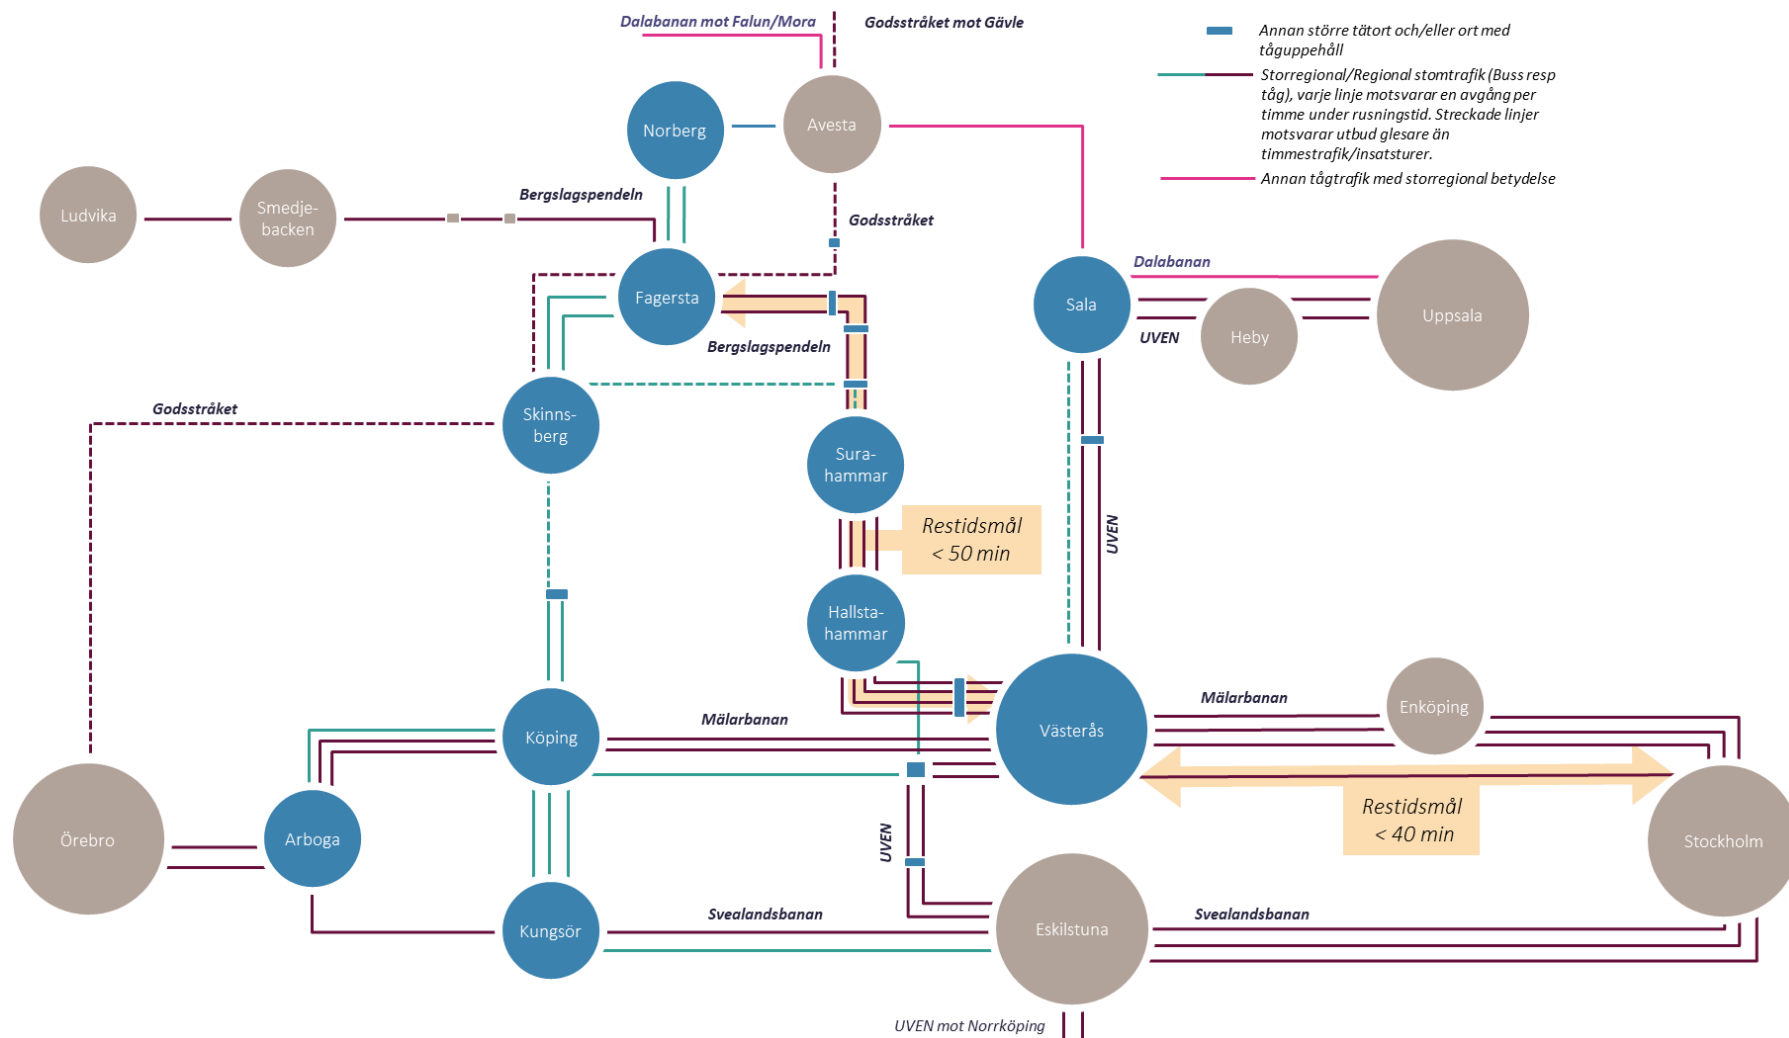 Dalabanan mot Falun/Mora
Godsstråket mot Gävle
Annan större tätort och/eller ort med
tåguppehåll
Storregional/Regional stomtrafik (Buss resp
tåg), varje linje motsvarar en avgång per
timme under rusningstid. Streckade linjer
motsvarar utbud glesare än
timmestrafik/insatsturer.
Annan tågtrafik med storregional betydelse
Norberg
Avesta
Ludvika
Smedje-
backen
Bergslagspendeln
Godsstråket
Fagersta
Bergslagspendeln
Sala
Dalabanan
UVEN
Heby
Uppsala
Godsstråket
Skinns-
berg
Sura-
hammar
Restidsmål
< 50 min
UVEN
Hallsta-
hammar
Köping
Mälarbanan
Västerås
Mälarbanan
Enköping
Restidsmål
< 40 min
Örebro
Arboga
UVEN
Stockholm
Kungsör
Svealandsbanan
Eskilstuna
Svealandsbanan
UVEN mot Norrköping